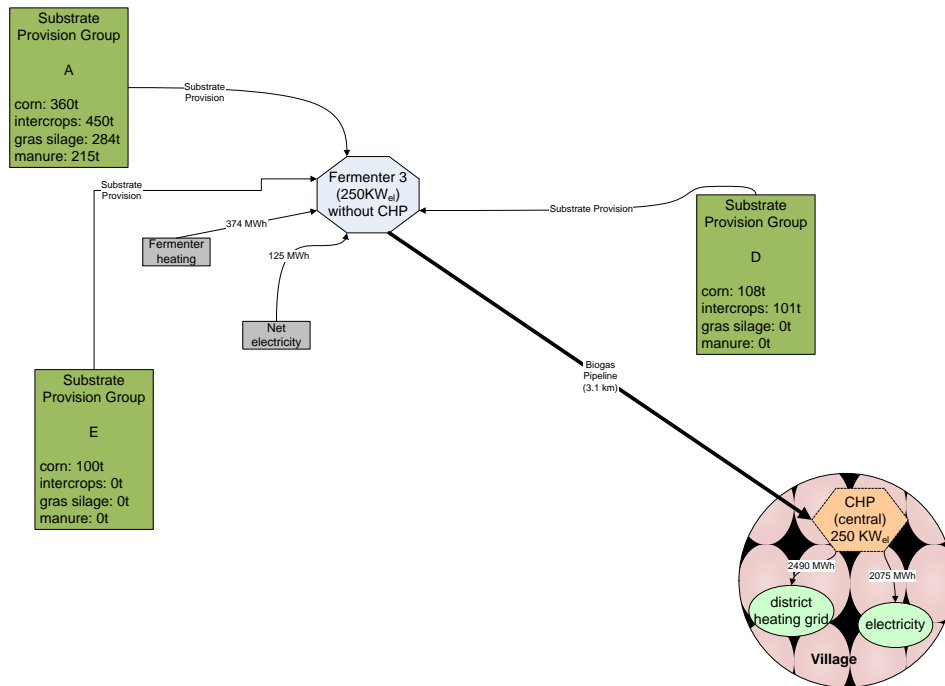 Substrate
Provision Group
A
corn: 360t
intercrops: 450t
gras silage: 284t
manure: 215t
Substrate
Provision
Fermenter 3
(250KWel)
without CHP
Substrate
Provision
374 MWh
Fermenter
heating
125 MWh
Net
electricity
Substrate Provision
Substrate
Provision Group
D
corn: 108t
intercrops: 101t
gras silage: 0t
manure: 0t
Biogas
Pipeline
(3.1 km)
Substrate
Provision Group
E
corn: 100t
intercrops: 0t
gras silage: 0t
manure: 0t
CHP
(central)
250 KWel
2490 MWh
2075 MWh
district
heating grid
electricity
Village